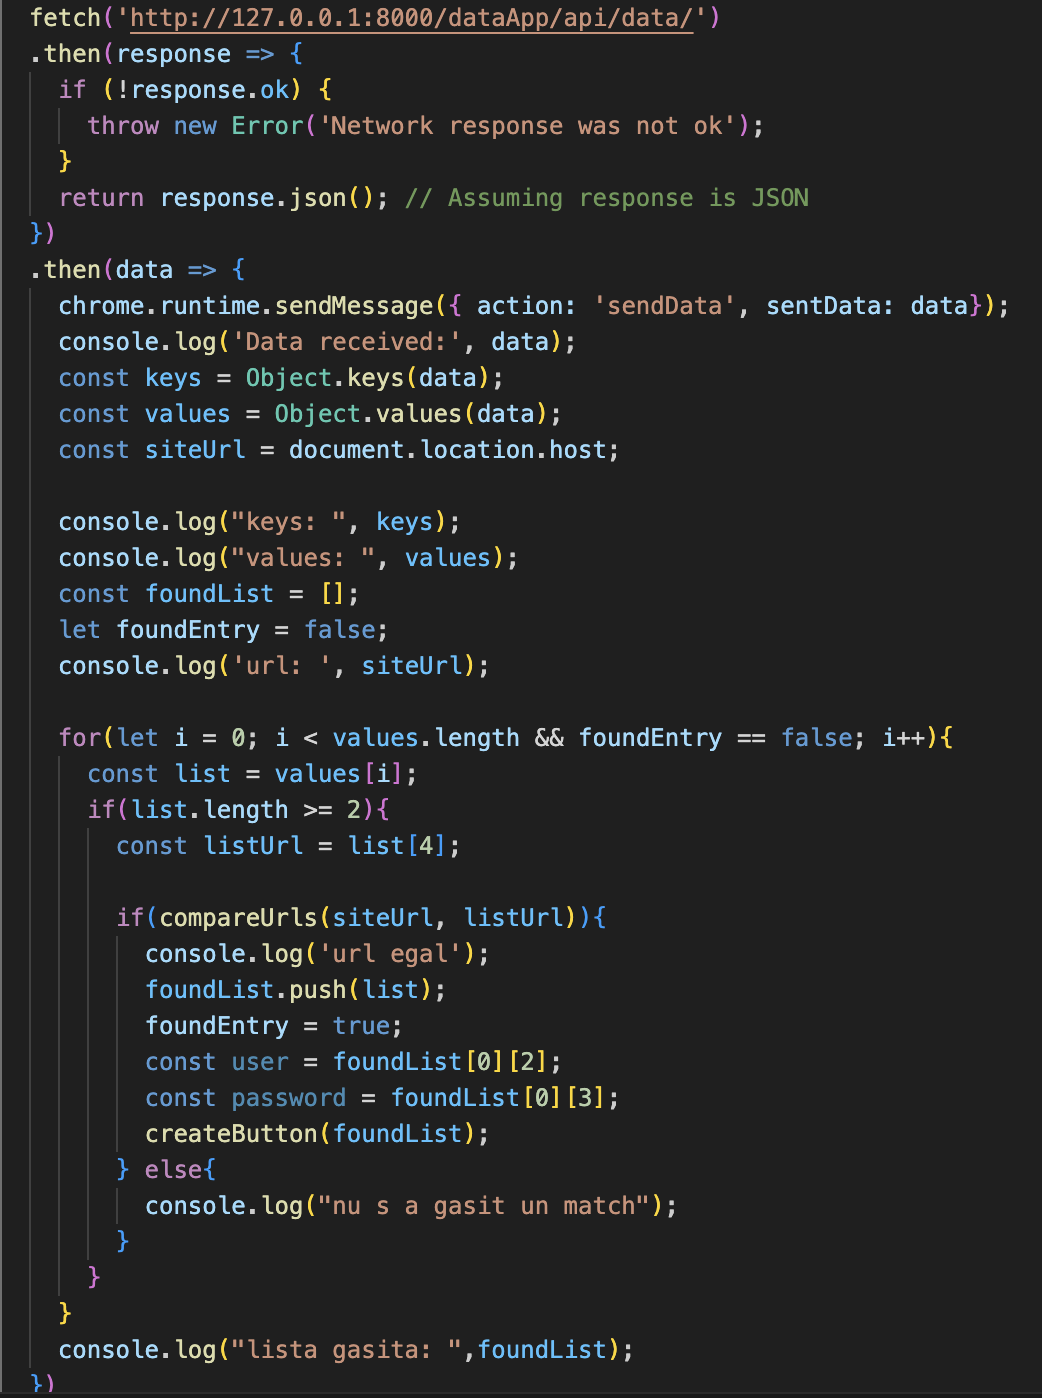 fetch('http://127.0.0.1:8000/dataApp/api/data/')
.then(response => {
  if (!response.ok) {
    throw new Error('Network response was not ok');
  }
  return response.json(); // Assuming response is JSON
})
.then(data => {
  chrome.runtime.sendMessage({ action: 'sendData', sentData: data});
  console.log('Data received:', data);
  const keys = Object.keys(data);
  const values = Object.values(data);
  const siteUrl = document.location.host;

  console.log("keys: ", keys);
  console.log("values: ", values);
  const foundList = [];
  let foundEntry = false;
  console.log('url: ', siteUrl);

  for(let i = 0; i < values.length && foundEntry == false; i++){
    const list = values[i];
    if(list.length >= 2){
      const listUrl = list[4];

      if(compareUrls(siteUrl, listUrl)){
        console.log('url egal');
        foundList.push(list);
        foundEntry = true;
        const user = foundList[0][2];
        const password = foundList[0][3];
        createButton(foundList);
      } else{
        console.log("nu s a gasit un match");
      }
    }
  }
  console.log("lista gasita: ",foundList);
})